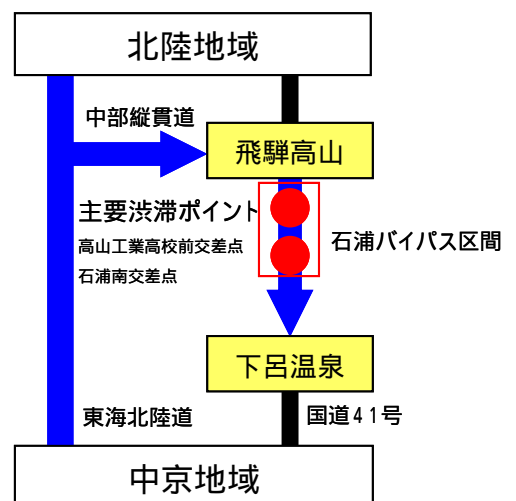 北陸地域
中部縦貫道
飛騨高山
主要渋滞ポイント
高山工業高校前交差点
石浦南交差点
石浦バイパス区間
下呂温泉
東海北陸道
国道41号
中京地域